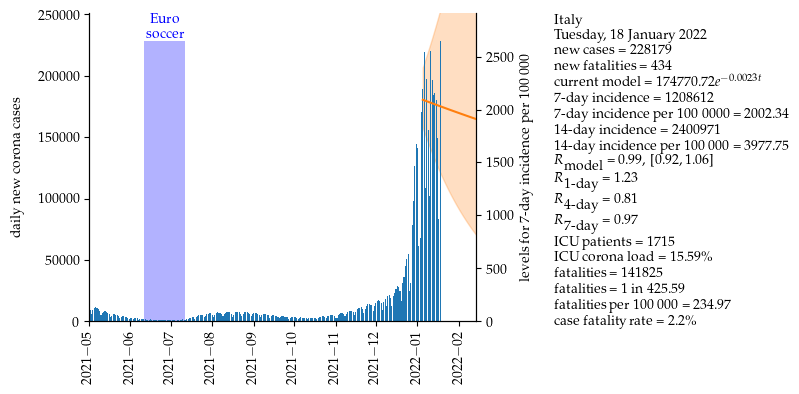 Euro
soccer
250000
200000
150000
100000
50000
0
daily new corona cases
2500
2000
1500
1000
500
0
levels for 7-day incidence per 100 000
2021−05
2021−06
2021−07
2021−08
2021−09
2021−10
2021−11
2021−12
2022−01
2022−02
Italy
Tuesday, 18 January 2022
new cases = 228179
new fatalities = 434
current model = 174770.72e^{−0.0023t}
7-day incidence = 1208612
7-day incidence per 100 0000 = 2002.34
14-day incidence = 2400971
14-day incidence per 100 000 = 3977.75
R_model = 0.99, [0.92, 1.06]
R_1-day = 1.23
R_4-day = 0.81
R_7-day = 0.97
ICU patients = 1715
ICU corona load = 15.59%
fatalities = 141825
fatalities = 1 in 425.59
fatalities per 100 000 = 234.97
case fatality rate = 2.2%